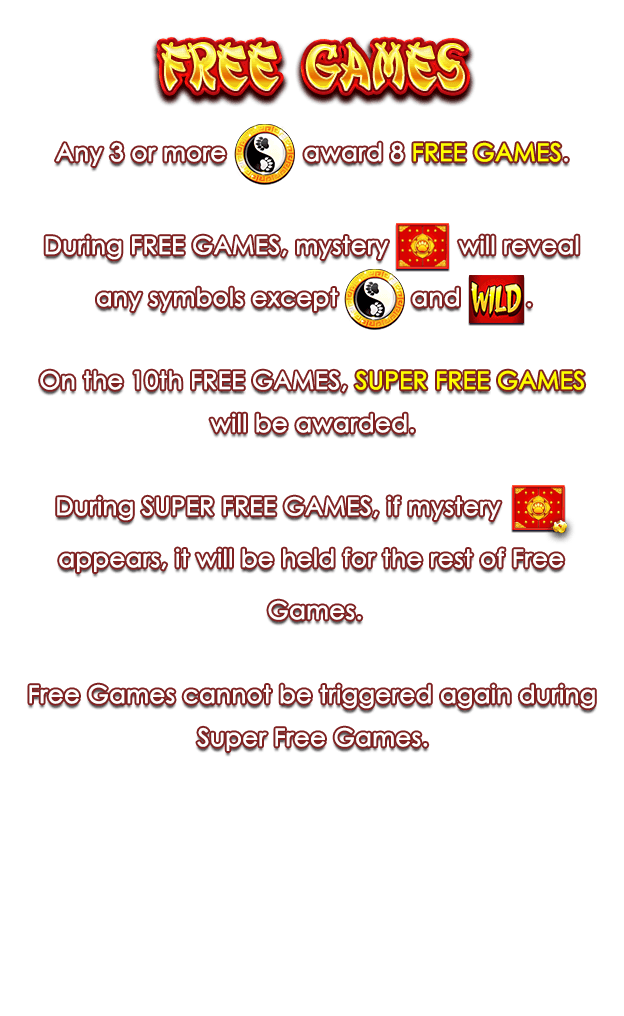 FREE GAMES
Any 3 or more award 8 FREE GAMES.
During FREE GAMES, mystery will reveal
any symbols except and WILD.
On the 10th FREE GAMES, SUPER FREE GAMES
will be awarded.
During SUPER FREE GAMES, if mystery
appears, it will be held for the rest of Free
Games.
Free Games cannot be triggered again during
Super Free Games.